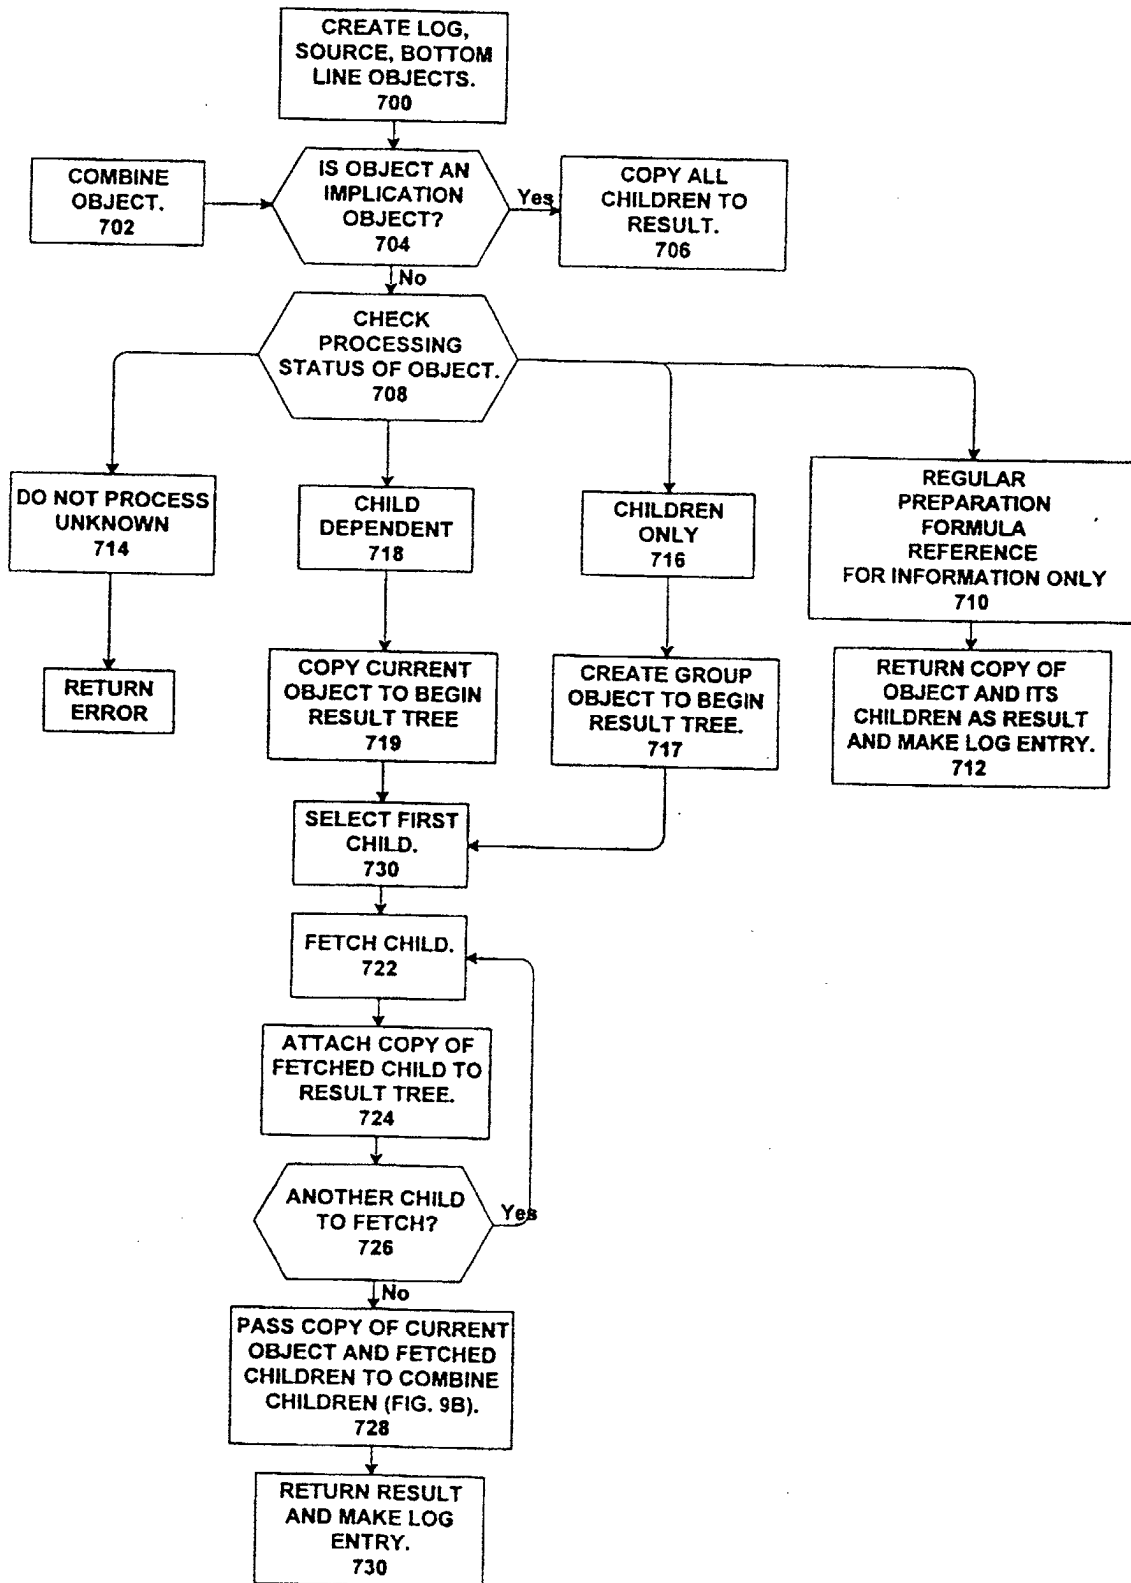 CREATE LOG,
SOURCE, BOTTOM
LINE OBJECTS.
700
COMBINE
OBJECT.
702
IS OBJECT AN
IMPLICATION
OBJECT?
704
Yes
COPY ALL
CHILDREN TO
RESULT.
706
No
CHECK
PROCESSING
STATUS OF OBJECT.
708
DO NOT PROCESS
UNKNOWN
714
CHILD
DEPENDENT
718
CHILDREN
ONLY
716
REGULAR
PREPARATION
FORMULA
REFERENCE
FOR INFORMATION ONLY
710
RETURN
ERROR
COPY CURRENT
OBJECT TO BEGIN
RESULT TREE
719
CREATE GROUP
OBJECT TO BEGIN
RESULT TREE.
717
RETURN COPY OF
OBJECT AND ITS
CHILDREN AS RESULT
AND MAKE LOG ENTRY.
712
SELECT FIRST
CHILD.
730
FETCH CHILD.
722
ATTACH COPY OF
FETCHED CHILD TO
RESULT TREE.
724
ANOTHER CHILD
TO FETCH?
726
Yes
No
PASS COPY OF CURRENT
OBJECT AND FETCHED
CHILDREN TO COMBINE
CHILDREN (FIG. 9B).
728
RETURN RESULT
AND MAKE LOG
ENTRY.
730